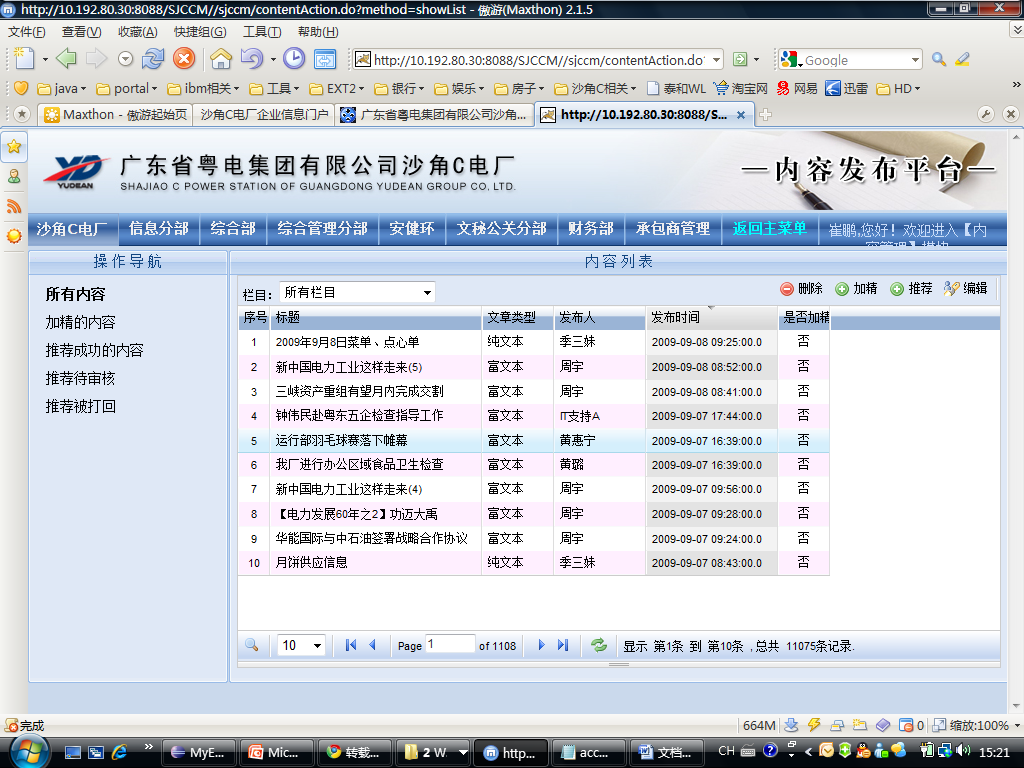 http://10.192.80.30:8088/SJCCM//sjccm/contentAction.do?method=showList - 傲游(Maxthon) 2.1.5
文件(F) 查看(V) 收藏(A) 快捷组(G) 工具(T) 帮助(H)
http://10.192.80.30:8088/SJCCM//sjccm/contentAction.do Google
java portal ibm相关 工具 EXT2 银行 娱乐 房子 沙角C相关 泰和WL 淘宝网 网易 迅雷 HD
Maxthon - 傲游起始页 沙角C电厂企业信息门户 广东省粤电集团有限公司沙角... http://10.192.80.30:8088/S...
YD YUDEAN 广东省粤电集团有限公司沙角C电厂
SHAJIAO C POWER STATION OF GUANGDONG YUDEAN GROUP CO. LTD.
—内容发布平台—
沙角C电厂 信息分部 综合部 综合管理分部 安健环 文秘公关分部 财务部 承包商管理 返回主菜单 崔鹏,您好！欢迎进入【内
容管理】模块
操作导航 内容列表
所有内容
加精的内容
推荐成功的内容
推荐待审核
推荐被打回
栏目: 所有栏目 删除 加精 推荐 编辑
序号 标题 文章类型 发布人 发布时间 是否加精
1 2009年9月8日菜单、点心单 纯文本 季三妹 2009-09-08 09:25:00.0 否
2 新中国电力工业这样走来(5) 富文本 周宇 2009-09-08 08:52:00.0 否
3 三峡资产重组有望月内完成交割 富文本 周宇 2009-09-08 08:41:00.0 否
4 钟伟民赴粤东五企检查指导工作 富文本 IT支持A 2009-09-07 17:44:00.0 否
5 运行部羽毛球赛落下帷幕 富文本 黄惠宁 2009-09-07 16:39:00.0 否
6 我厂进行办公区域食品卫生检查 富文本 黄璐 2009-09-07 16:39:00.0 否
7 新中国电力工业这样走来(4) 富文本 周宇 2009-09-07 09:56:00.0 否
8 【电力发展60年之2】功迈大禹 富文本 周宇 2009-09-07 09:28:00.0 否
9 华能国际与中石油签署战略合作协议 富文本 周宇 2009-09-07 09:24:00.0 否
10 月饼供应信息 纯文本 季三妹 2009-09-07 08:43:00.0 否
10 Page 1 of 1108 显示 第1条 到 第10条 ,总共 11075条记录.
完成 664M 0 缩放:100%
MyE... Mic... 转载... 2 W http... acc... 文档... CH 15:21